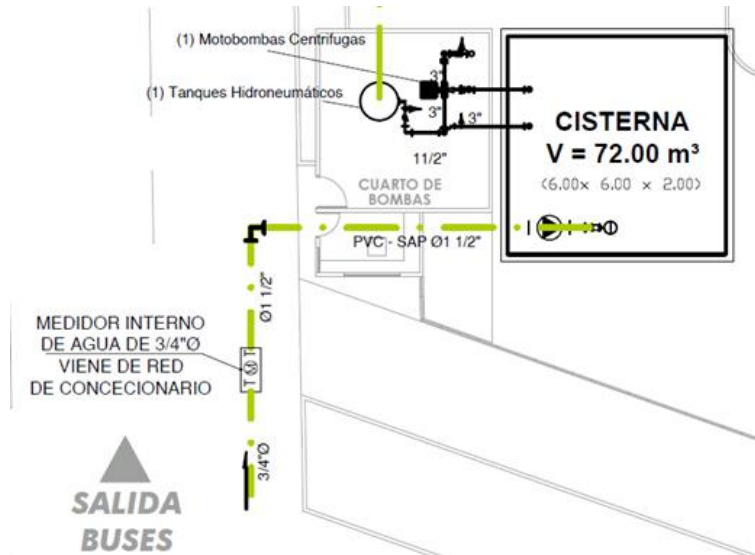 (1) Motobombas Centrifugas
(1) Tanques Hidroneumáticos
3"
3"
3"
11/2"
CUARTO DE
BOMBAS
CISTERNA
V = 72.00 m³
(6.00x 6.00 x 2.00)
PVC - SAP Ø1 1/2"
Ø1 1/2"
MEDIDOR INTERNO
DE AGUA DE 3/4"Ø
VIENE DE RED
DE CONCECIONARIO
T M T
3/4"Ø
SALIDA
BUSES